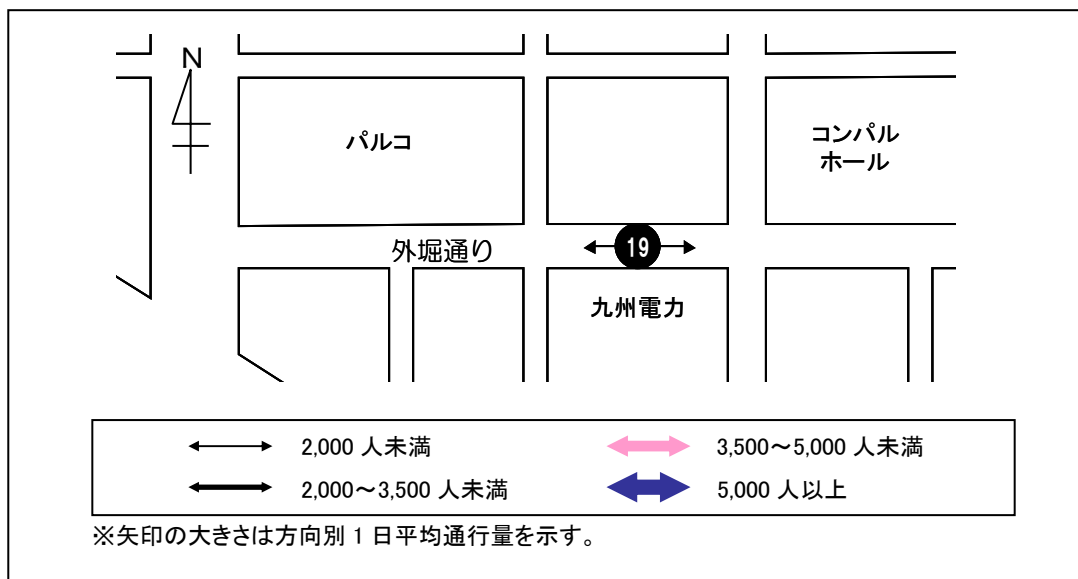 N
パルコ
コンパル
ホール
外堀通り
19
九州電力
2,000 人未満
3,500～5,000 人未満
2,000～3,500 人未満
5,000 人以上
※矢印の大きさは方向別 1 日平均通行量を示す。